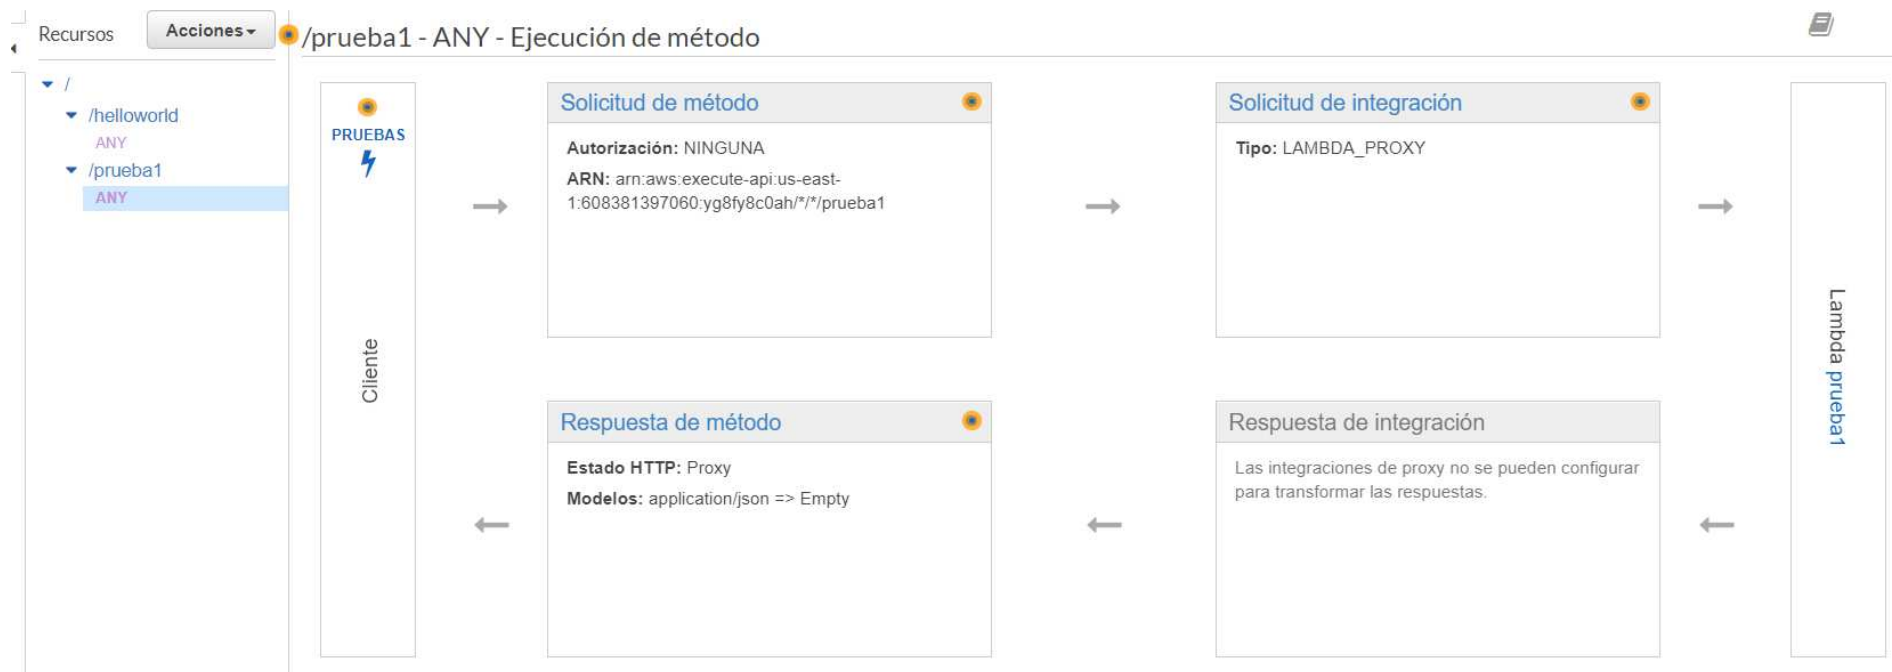 Recursos
Acciones
/prueba1 - ANY - Ejecución de método
/
/helloworld
ANY
/prueba1
ANY
PRUEBAS
Cliente
Solicitud de método
Autorización: NINGUNA
ARN: arn:aws:execute-api:us-east-
1:608381397060:yg8fy8c0ah/*/*/prueba1
Solicitud de integración
Tipo: LAMBDA_PROXY
Lambda prueba1
Respuesta de método
Estado HTTP: Proxy
Modelos: application/json => Empty
Respuesta de integración
Las integraciones de proxy no se pueden configurar
para transformar las respuestas.